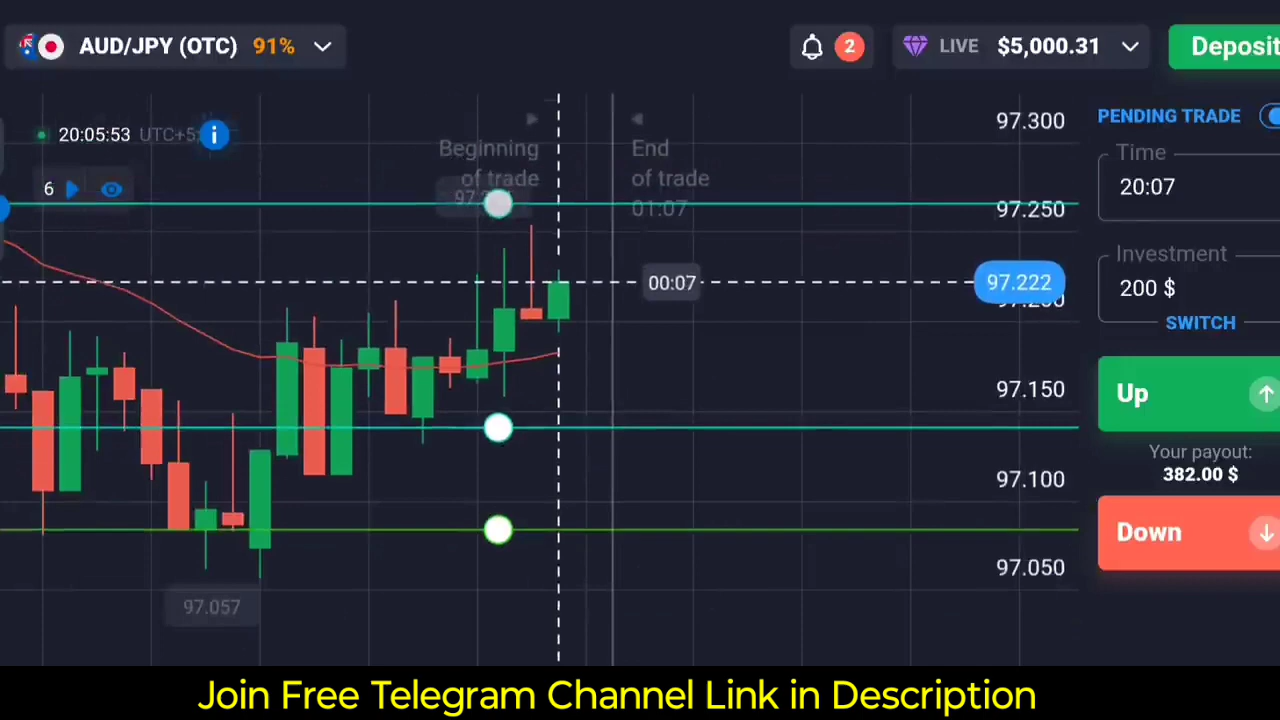 AUD/JPY (OTC) 91%
2
LIVE $5,000.31
Deposit
20:05:53 UTC+5:
i
6
Beginning
of trade
End
of trade
01:07
97.300
97.250
97.222
00:07
97.150
97.100
97.050
97.057
PENDING TRADE
Time
20:07
Investment
200 $
SWITCH
Up
Your payout:
382.00 $
Down
Join Free Telegram Channel Link in Description